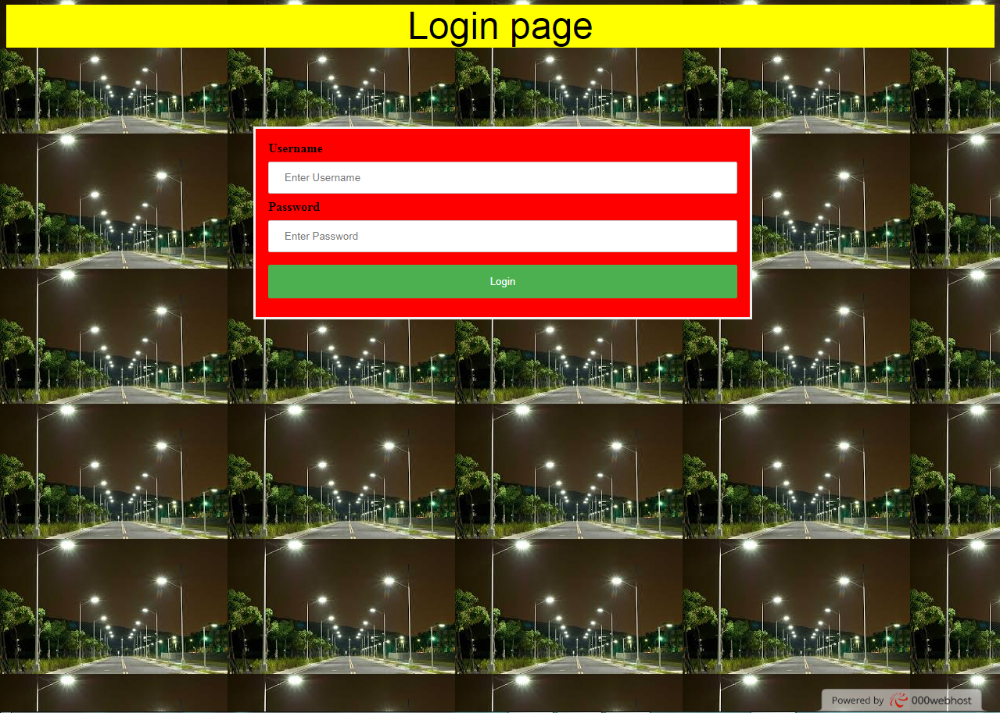 Login page
Username
Enter Username
Password
Enter Password
Login
Powered by 000webhost